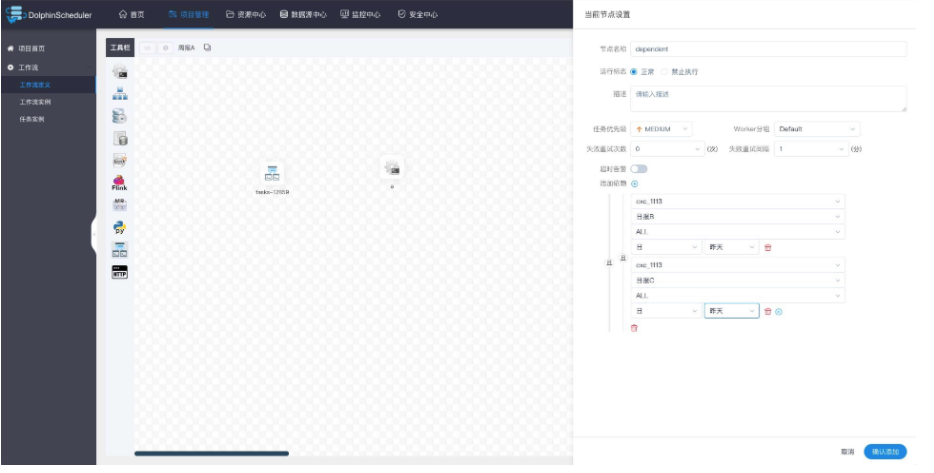 DolphinScheduler
首页
项目管理
资源中心
数据源中心
监控中心
安全中心
项目首页
工作流
工作流定义
工作流实例
任务实例
工具栏
周报A
Flink
MR
py
HTTP
当前节点设置
节点名称 dependent
运行标志 正常 禁止执行
描述 请输入描述
任务优先级 MEDIUM Worker分组 Default
失败重试次数 0 (次) 失败重试间隔 1 (分)
超时告警
添加依赖
cxc_1113
日报B
ALL
日 昨天
且 且
cxc_1113
日报C
ALL
日 昨天
取消 确认添加